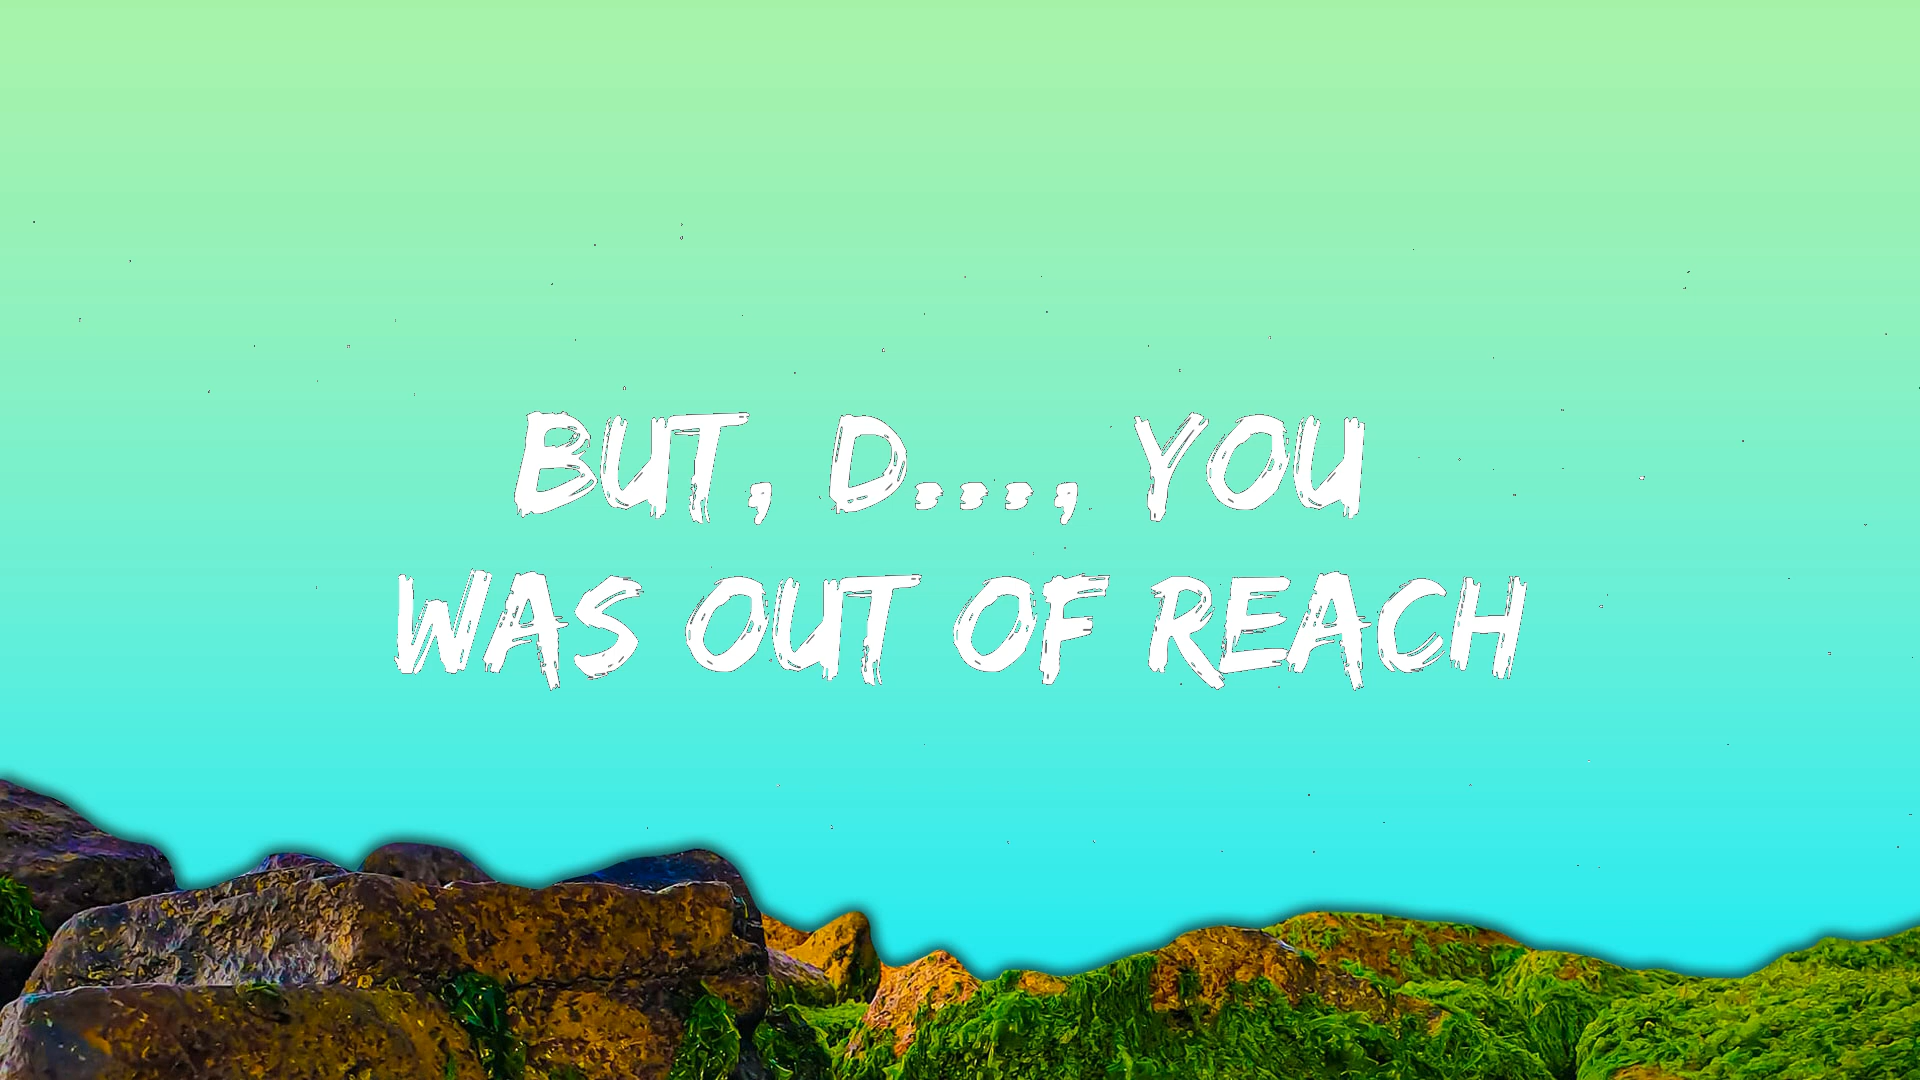 BUT, D...., YOU
WAS OUT OF REACH